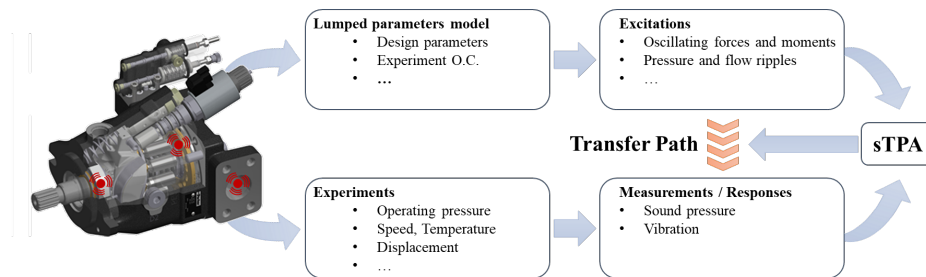 Lumped parameters model
• Design parameters
• Experiment O.C.
• ...
Excitations
• Oscillating forces and moments
• Pressure and flow ripples
• ...
Transfer Path
sTPA
Experiments
• Operating pressure
• Speed, Temperature
• Displacement
• ...
Measurements / Responses
• Sound pressure
• Vibration